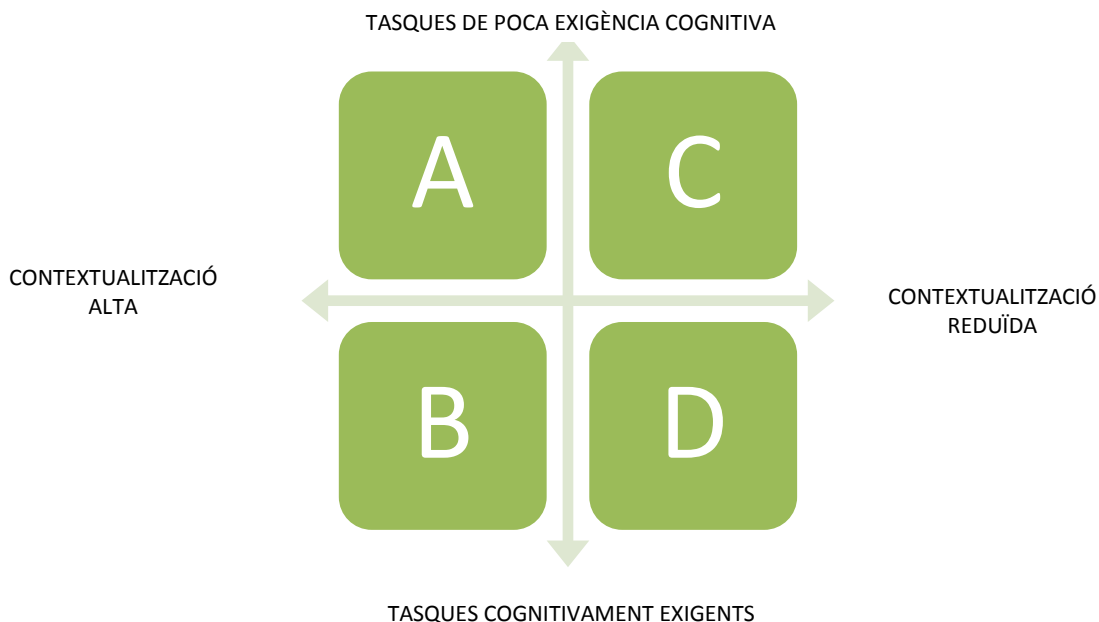 TASQUES DE POCA EXIGÈNCIA COGNITIVA
A
C
CONTEXTUALITZACIÓ
ALTA
CONTEXTUALITZACIÓ
REDUÏDA
B
D
TASQUES COGNITIVAMENT EXIGENTS